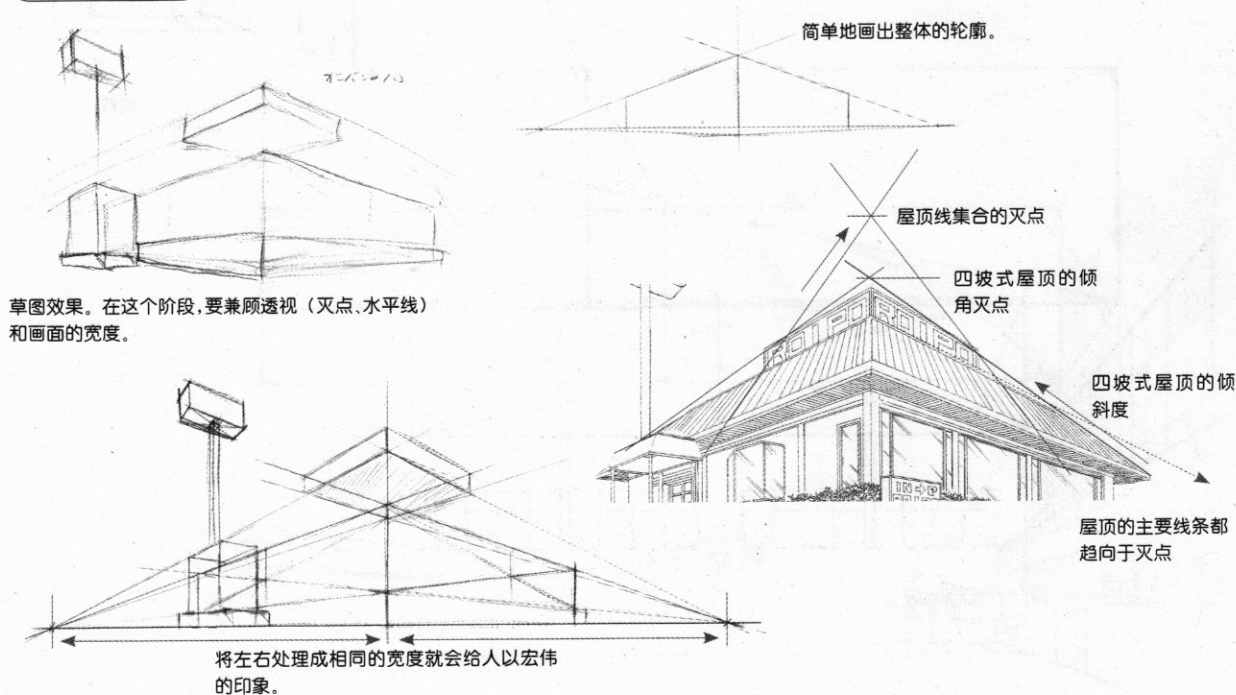 简单地画出整体的轮廓。
屋顶线集合的灭点
四坡式屋顶的倾
角灭点
草图效果。在这个阶段,要兼顾透视（灭点、水平线）
和画面的宽度。
四坡式屋顶的倾
斜度
ROIPO ROIPO
IN⇒P
屋顶的主要线条都
趋向于灭点
将左右处理成相同的宽度就会给人以宏伟
的印象。